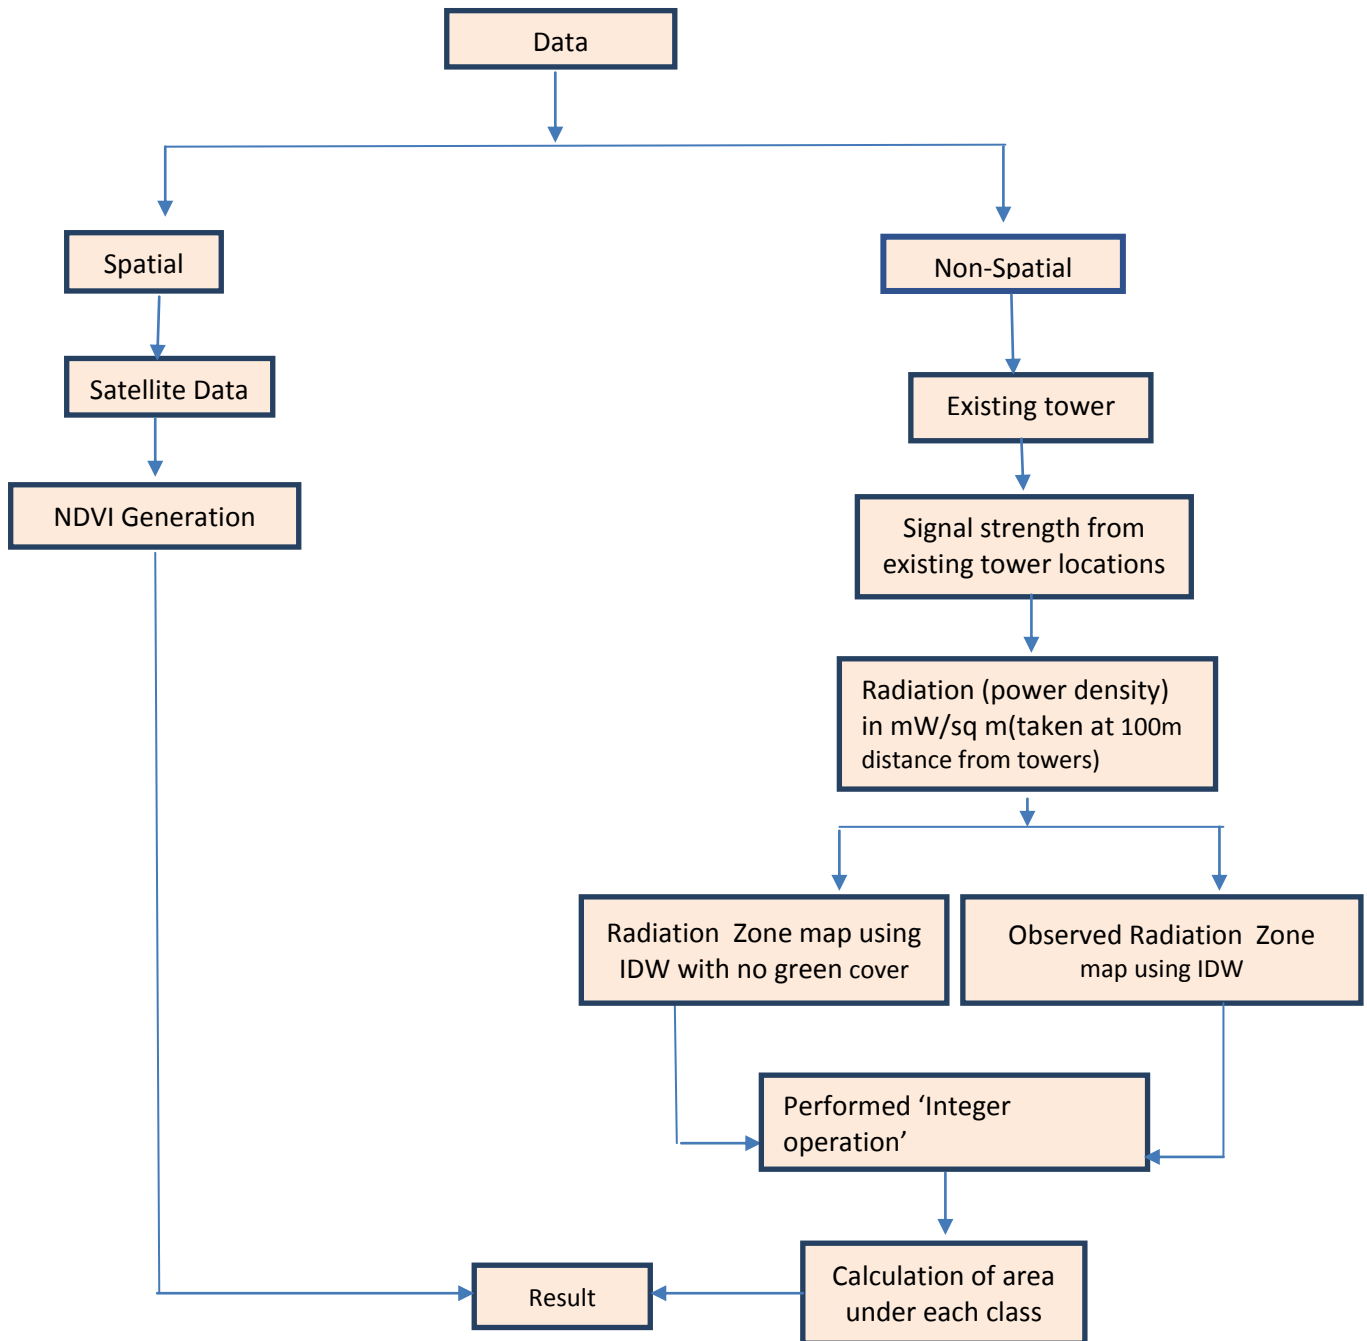 Data
Spatial
Non-Spatial
Satellite Data
Existing tower
NDVI Generation
Signal strength from
existing tower locations
Radiation (power density)
in mW/sq m(taken at 100m
distance from towers)
Radiation Zone map using
IDW with no green cover
Observed Radiation Zone
map using IDW
Performed ‘Integer
operation’
Calculation of area
under each class
Result